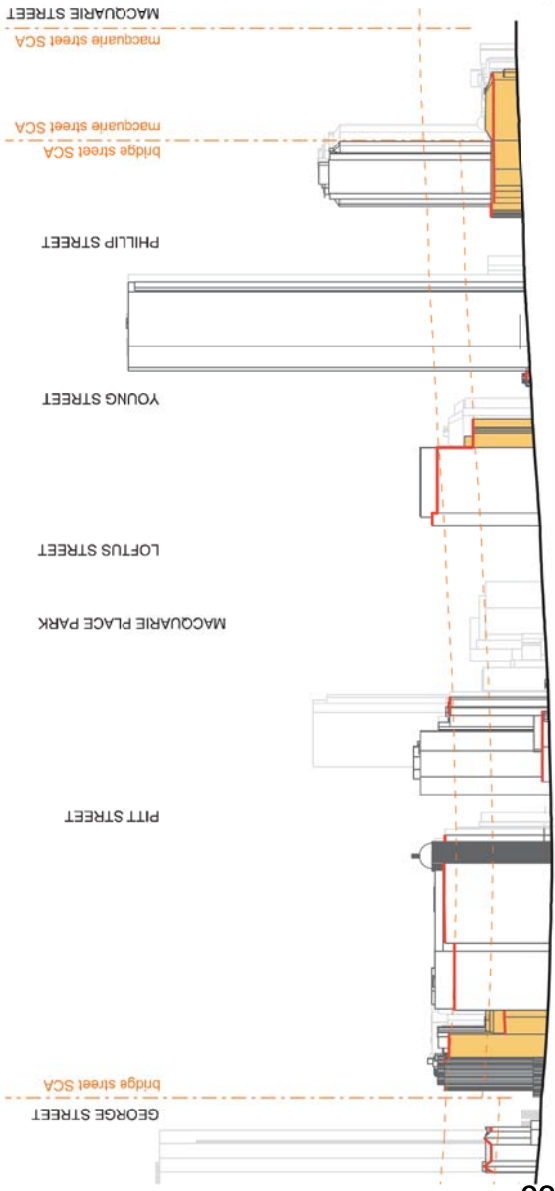 GEORGE STREET
bridge street SCA
PITT STREET
MACQUARIE PLACE PARK
LOFTUS STREET
YOUNG STREET
PHILLIP STREET
bridge street SCA
macquarie street SCA
macquarie street SCA
MACQUARIE STREET